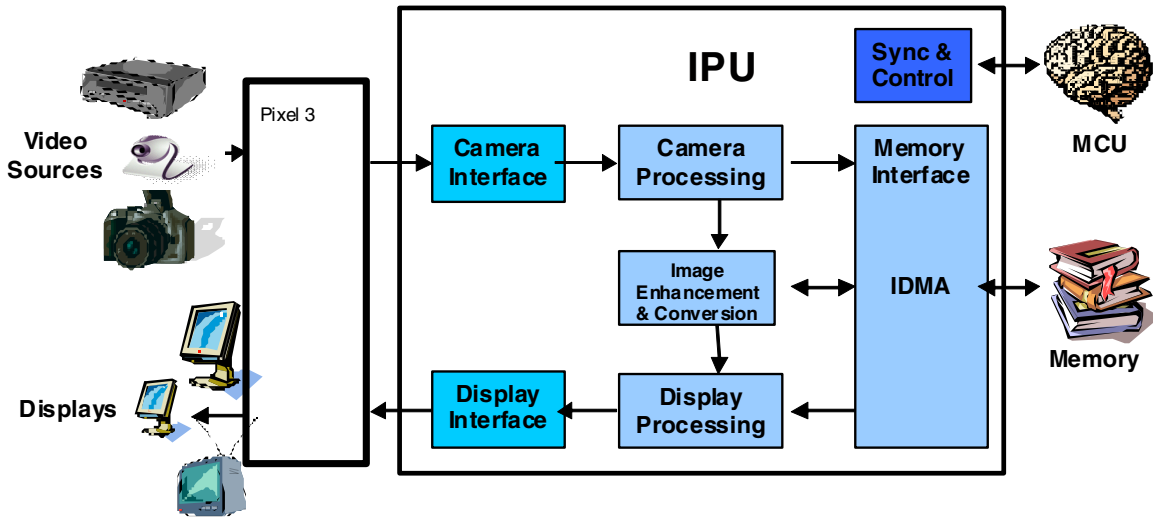 IPU
Sync &
Control
MCU
Video
Sources
Pixel 3
Camera
Interface
Camera
Processing
Memory
Interface
Image
Enhancement
& Conversion
IDMA
Memory
Displays
Display
Interface
Display
Processing